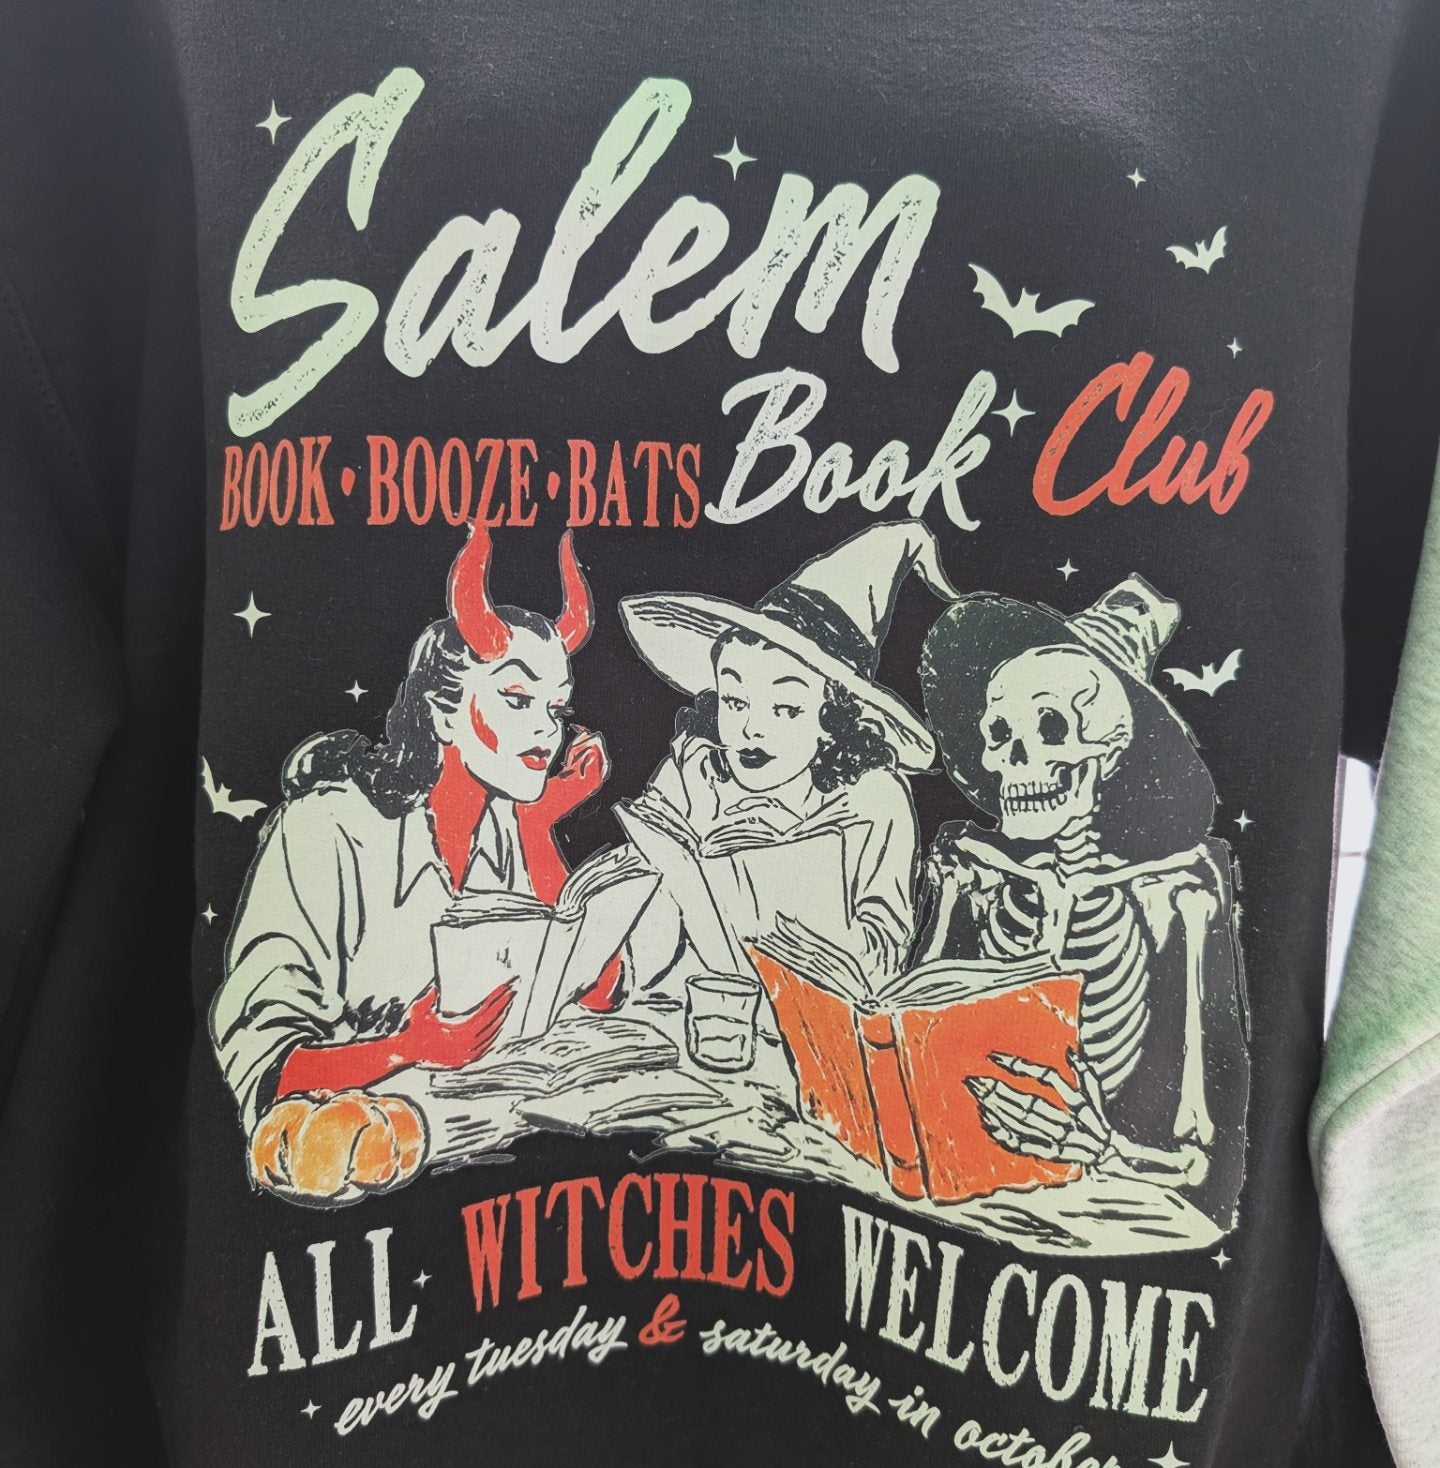 Salem
Book Club
BOOK • BOOZE • BATS
ALL WITCHES WELCOME
every tuesday & saturday in october